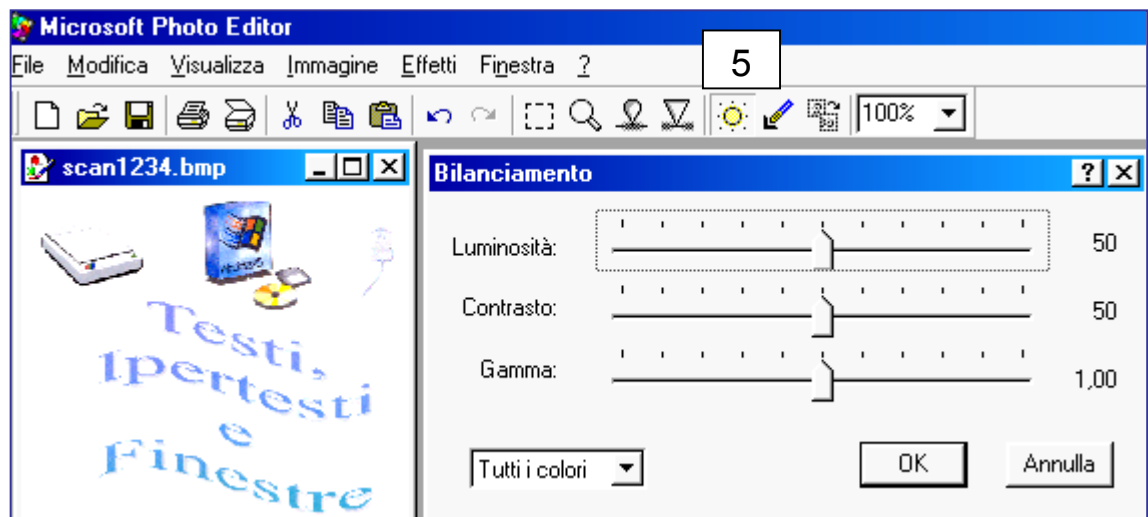 Microsoft Photo Editor
File Modifica Visualizza Immagine Effetti Finestra ?
5
100%
scan1234.bmp
Testi,
Ipertesti
e
Finestre
Bilanciamento
Luminosità: 50
Contrasto: 50
Gamma: 1,00
Tutti i colori
OK
Annulla